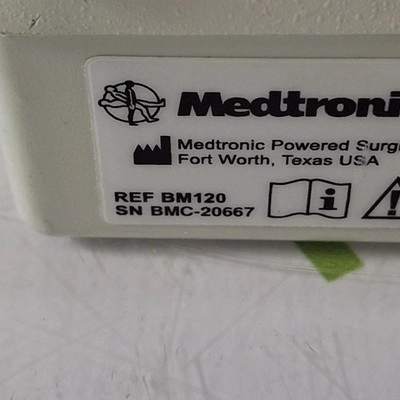 Medtroni
Medtronic Powered Surg
Fort Worth, Texas USA
REF BM120
SN BMC-20667